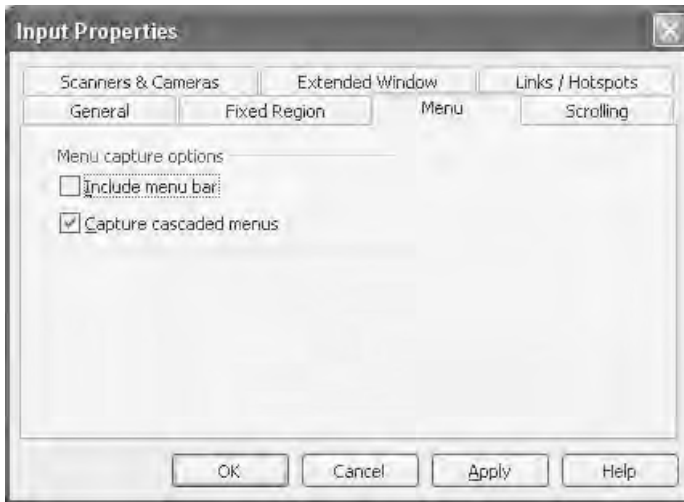 Input Properties
Scanners & Cameras Extended Window Links / Hotspots
General Fixed Region Menu Scrolling
Menu capture options
Include menu bar
Capture cascaded menus
OK Cancel Apply Help